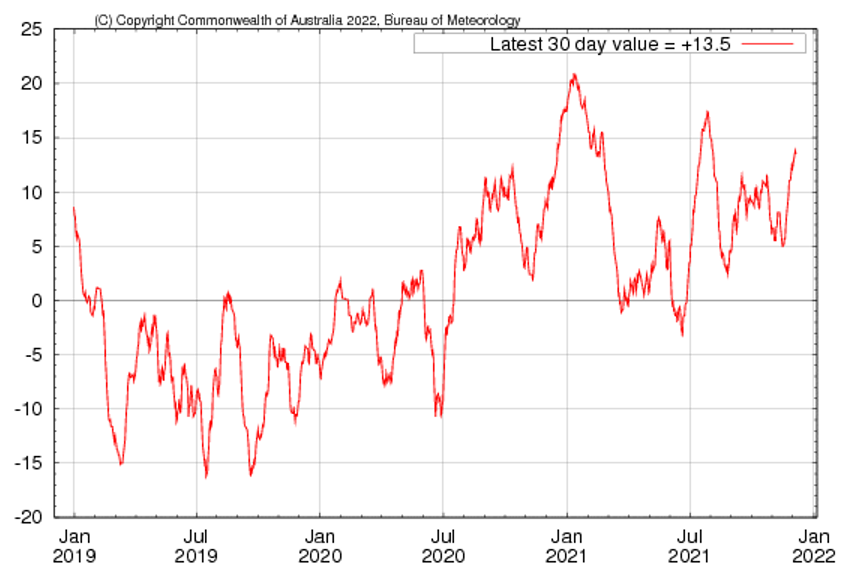 (C) Copyright Commonwealth of Australia 2022, Bureau of Meteorology
Latest 30 day value = +13.5
25
20
15
10
5
0
-5
-10
-15
-20
Jan Jul Jan Jul Jan Jul Jan
2019 2019 2020 2020 2021 2021 2022